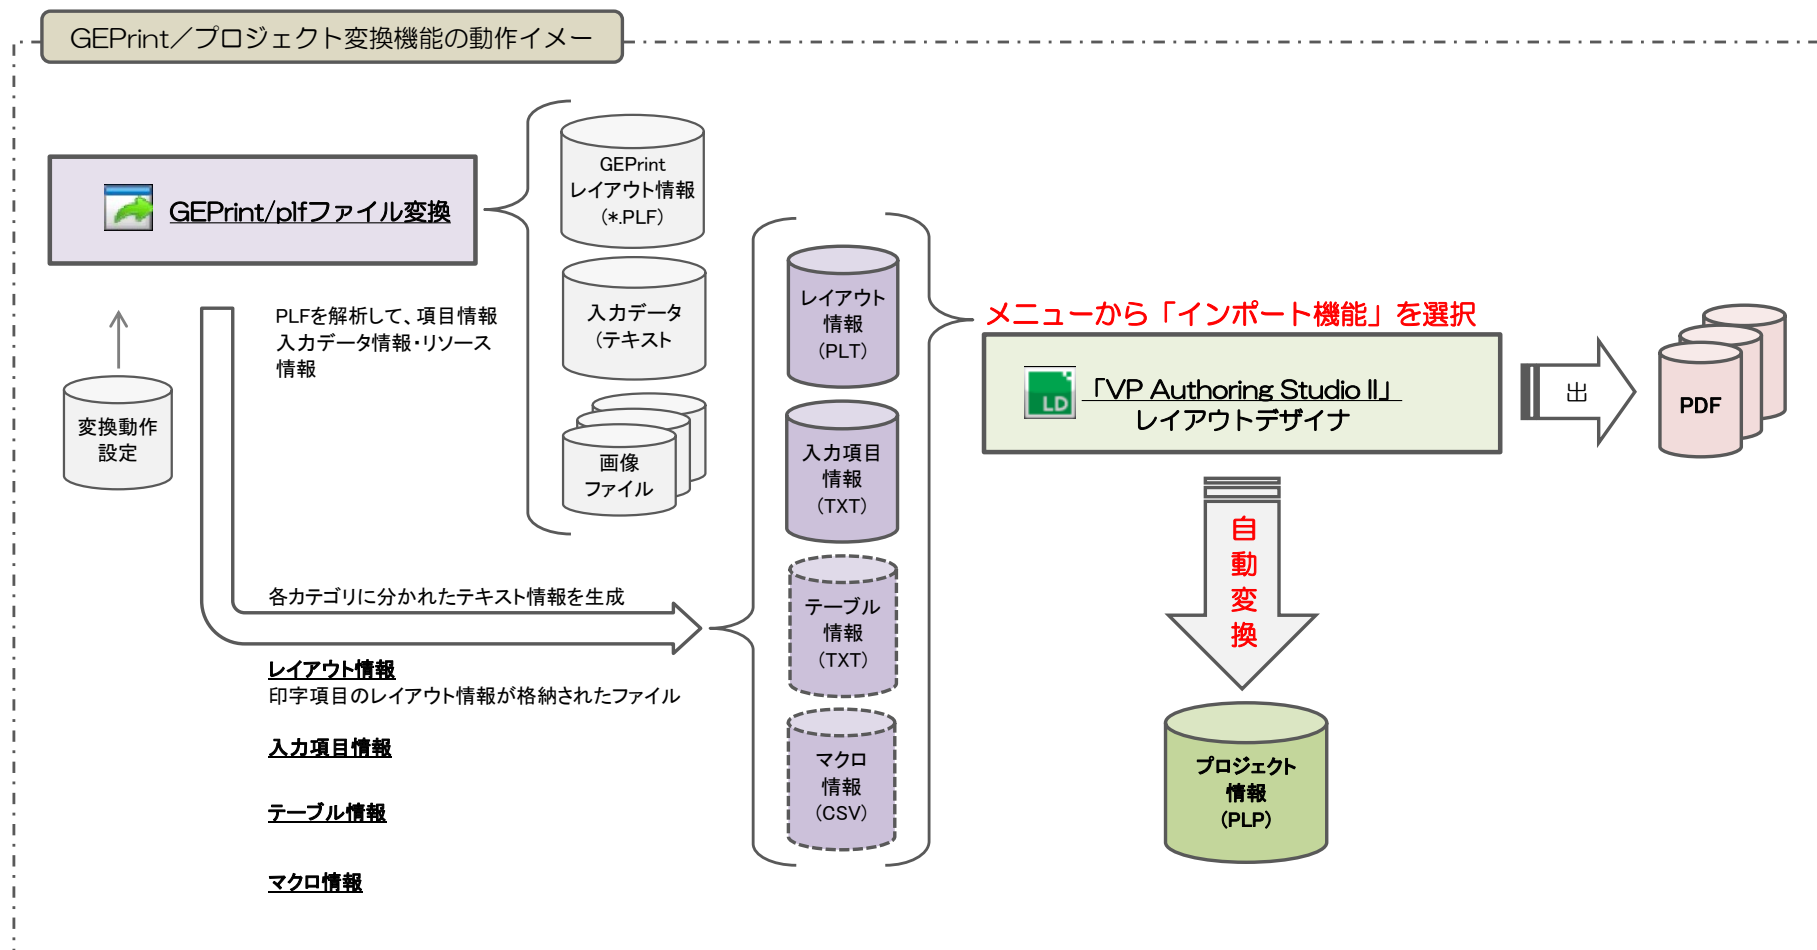 GEPrint／プロジェクト変換機能の動作イメー
GEPrint/plfファイル変換
GEPrint
レイアウト情報
(*.PLF)
入力データ
(テキスト
画像
ファイル
変換動作
設定
PLFを解析して、項目情報
入力データ情報・リソース
情報
各カテゴリに分かれたテキスト情報を生成
レイアウト情報
印字項目のレイアウト情報が格納されたファイル
入力項目情報
テーブル情報
マクロ情報
レイアウト
情報
(PLT)
入力項目
情報
(TXT)
テーブル
情報
(TXT)
マクロ
情報
(CSV)
メニューから「インポート機能」を選択
LD
「VP Authoring Studio II」
レイアウトデザイナ
出
PDF
自
動
変
換
プロジェクト
情報
(PLP)